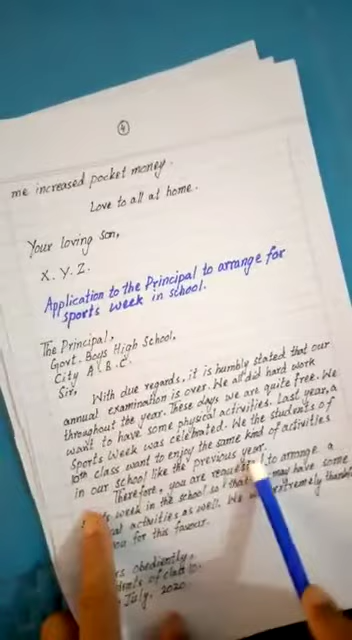 4
me increased pocket money.
Love to all at home.
Your loving son,
X. Y. Z.
Application to the Principal to arrange for
sports week in school.
The Principal,
Govt. Boys High School,
City A.B.C.
Sir,
With due regards, it is humbly stated that our
annual examination is over. We all did hard work
throughout the year. These days we are quite free. We
want to have some physical activities. Last year, a
Sports Week was celebrated. We the students of
10th class want to enjoy the same kind of activities
in our school like the previous year.
Therefore, you are to arrange a
week in the school so may have some
activities as well. We extremely
you for this favour.
obediently,
of class 10.
July, 2020